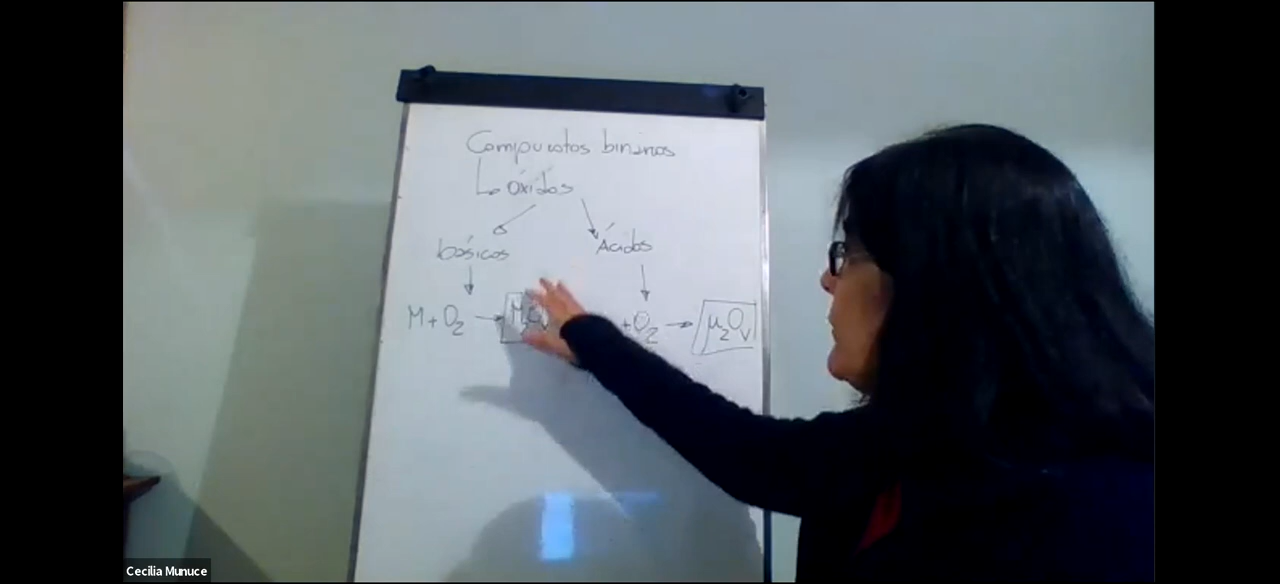 Compuestos binarios
↳ óxidos
básicos Ácidos
M + O₂ → M₂Oᵥ + O₂ → μ₂Oᵥ
Cecilia Munuce